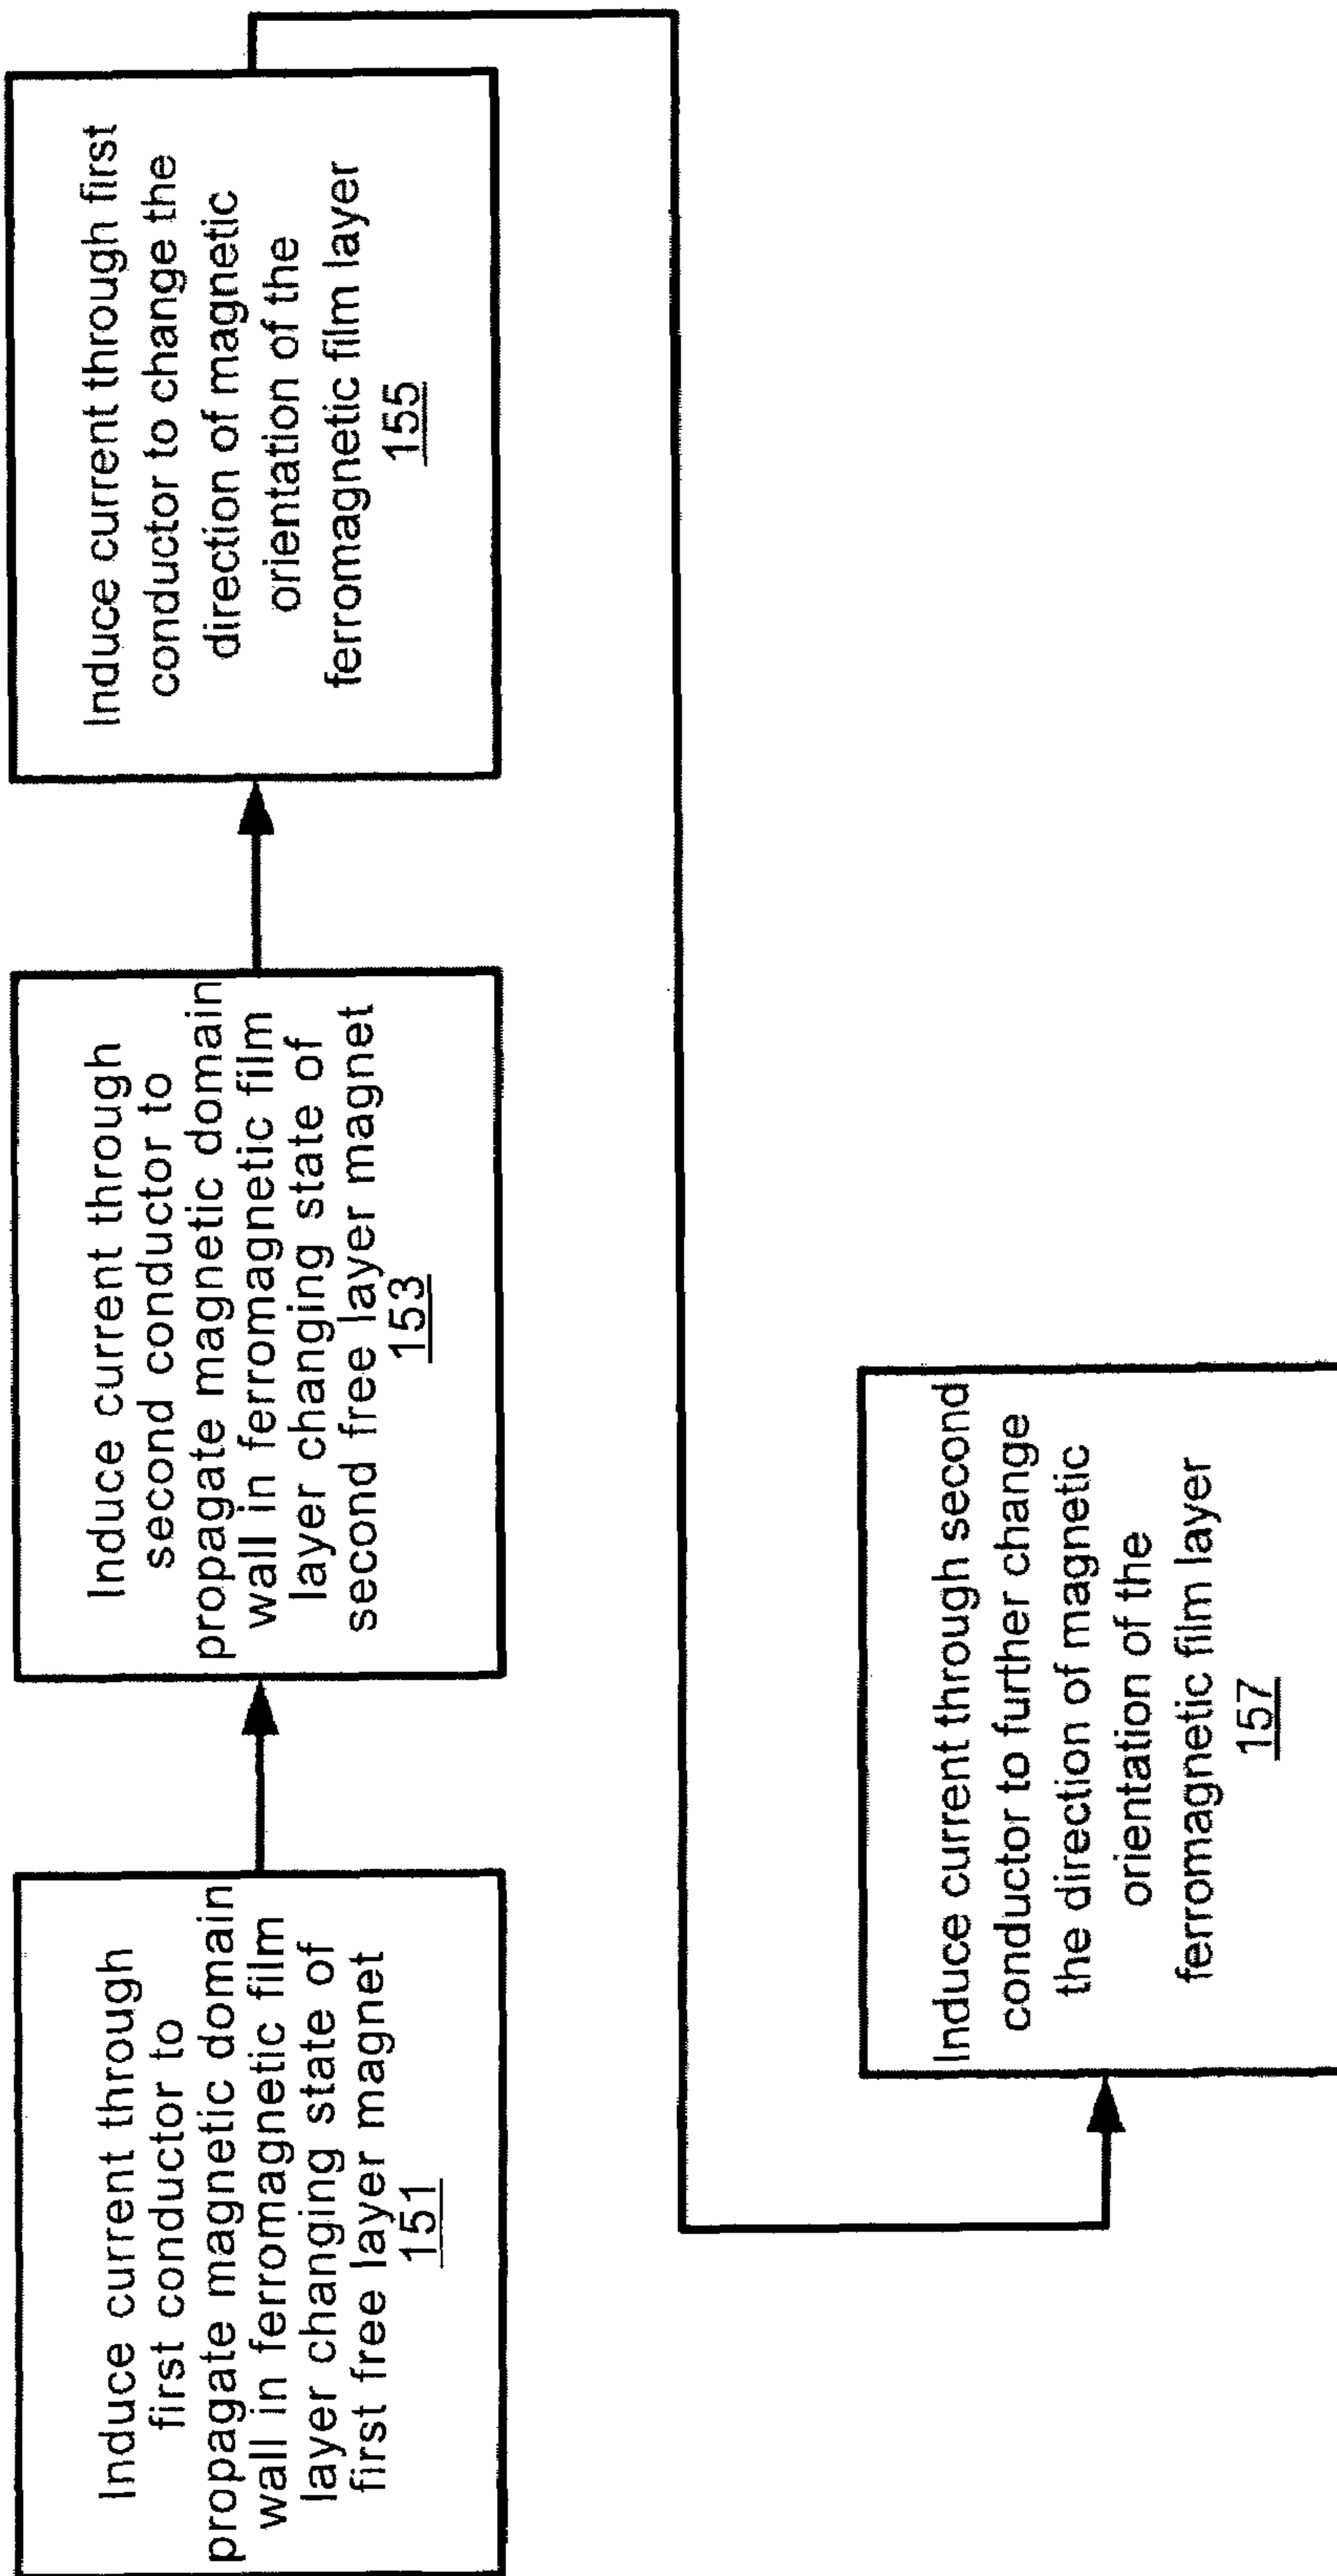 Induce current through
first conductor to
propagate magnetic domain
wall in ferromagnetic film
layer changing state of
first free layer magnet
151
Induce current through
second conductor to
propagate magnetic domain
wall in ferromagnetic film
layer changing state of
second free layer magnet
153
Induce current through first
conductor to change the
direction of magnetic
orientation of the
ferromagnetic film layer
155
Induce current through second
conductor to further change
the direction of magnetic
orientation of the
ferromagnetic film layer
157